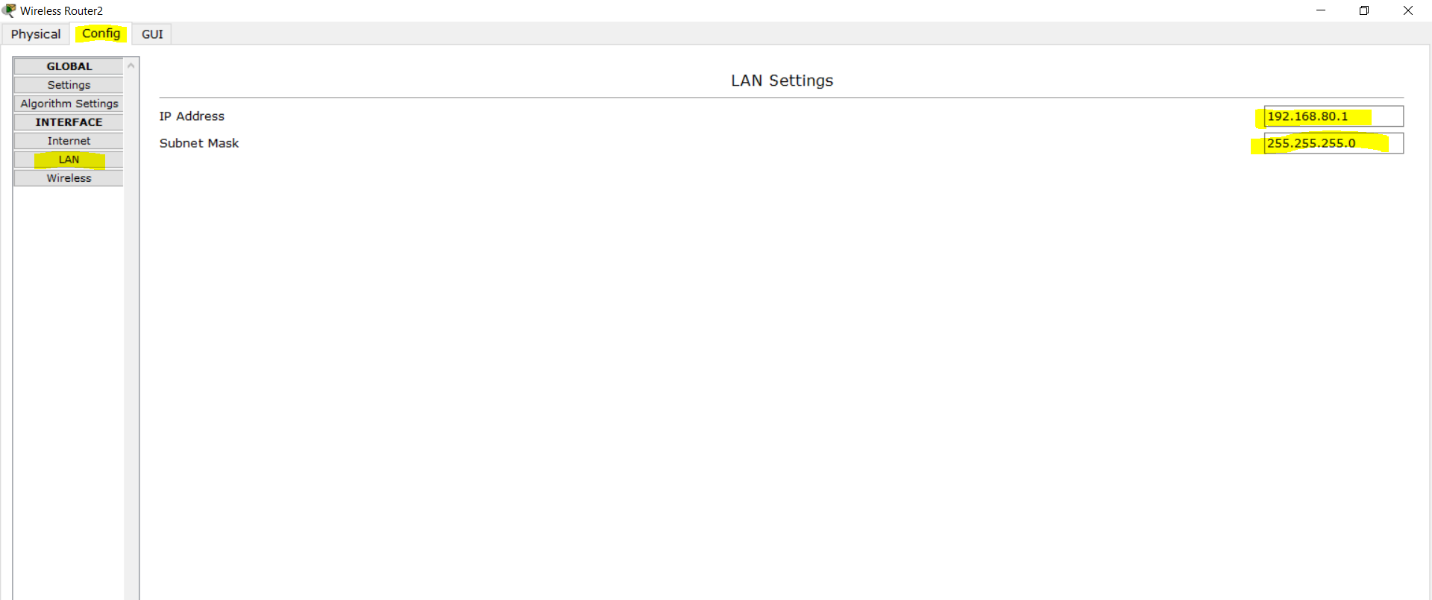 Wireless Router2
Physical Config GUI
GLOBAL
Settings
Algorithm Settings
INTERFACE
Internet
LAN
Wireless
LAN Settings
IP Address 192.168.80.1
Subnet Mask 255.255.255.0